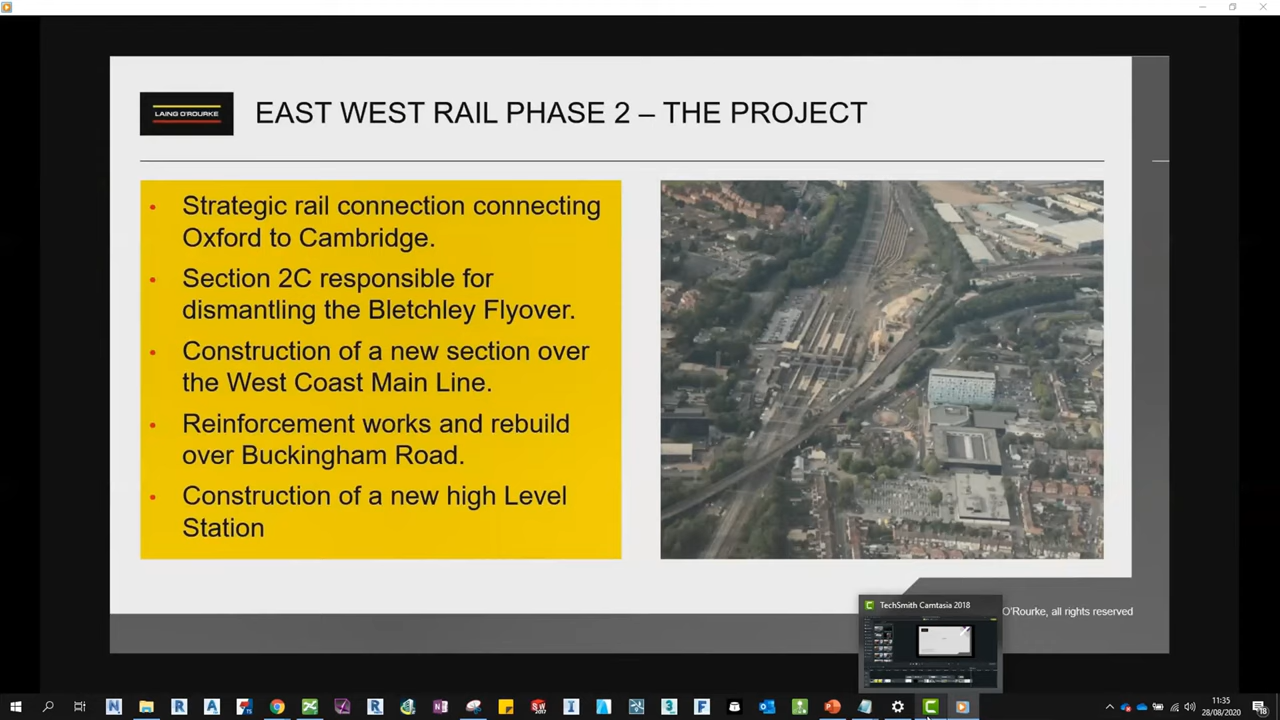 LAING O'ROURKE
EAST WEST RAIL PHASE 2 – THE PROJECT
• Strategic rail connection connecting
Oxford to Cambridge.
• Section 2C responsible for
dismantling the Bletchley Flyover.
• Construction of a new section over
the West Coast Main Line.
• Reinforcement works and rebuild
over Buckingham Road.
• Construction of a new high Level
Station
TechSmith Camtasia 2018
O'Rourke, all rights reserved
11:35
28/08/2020
18